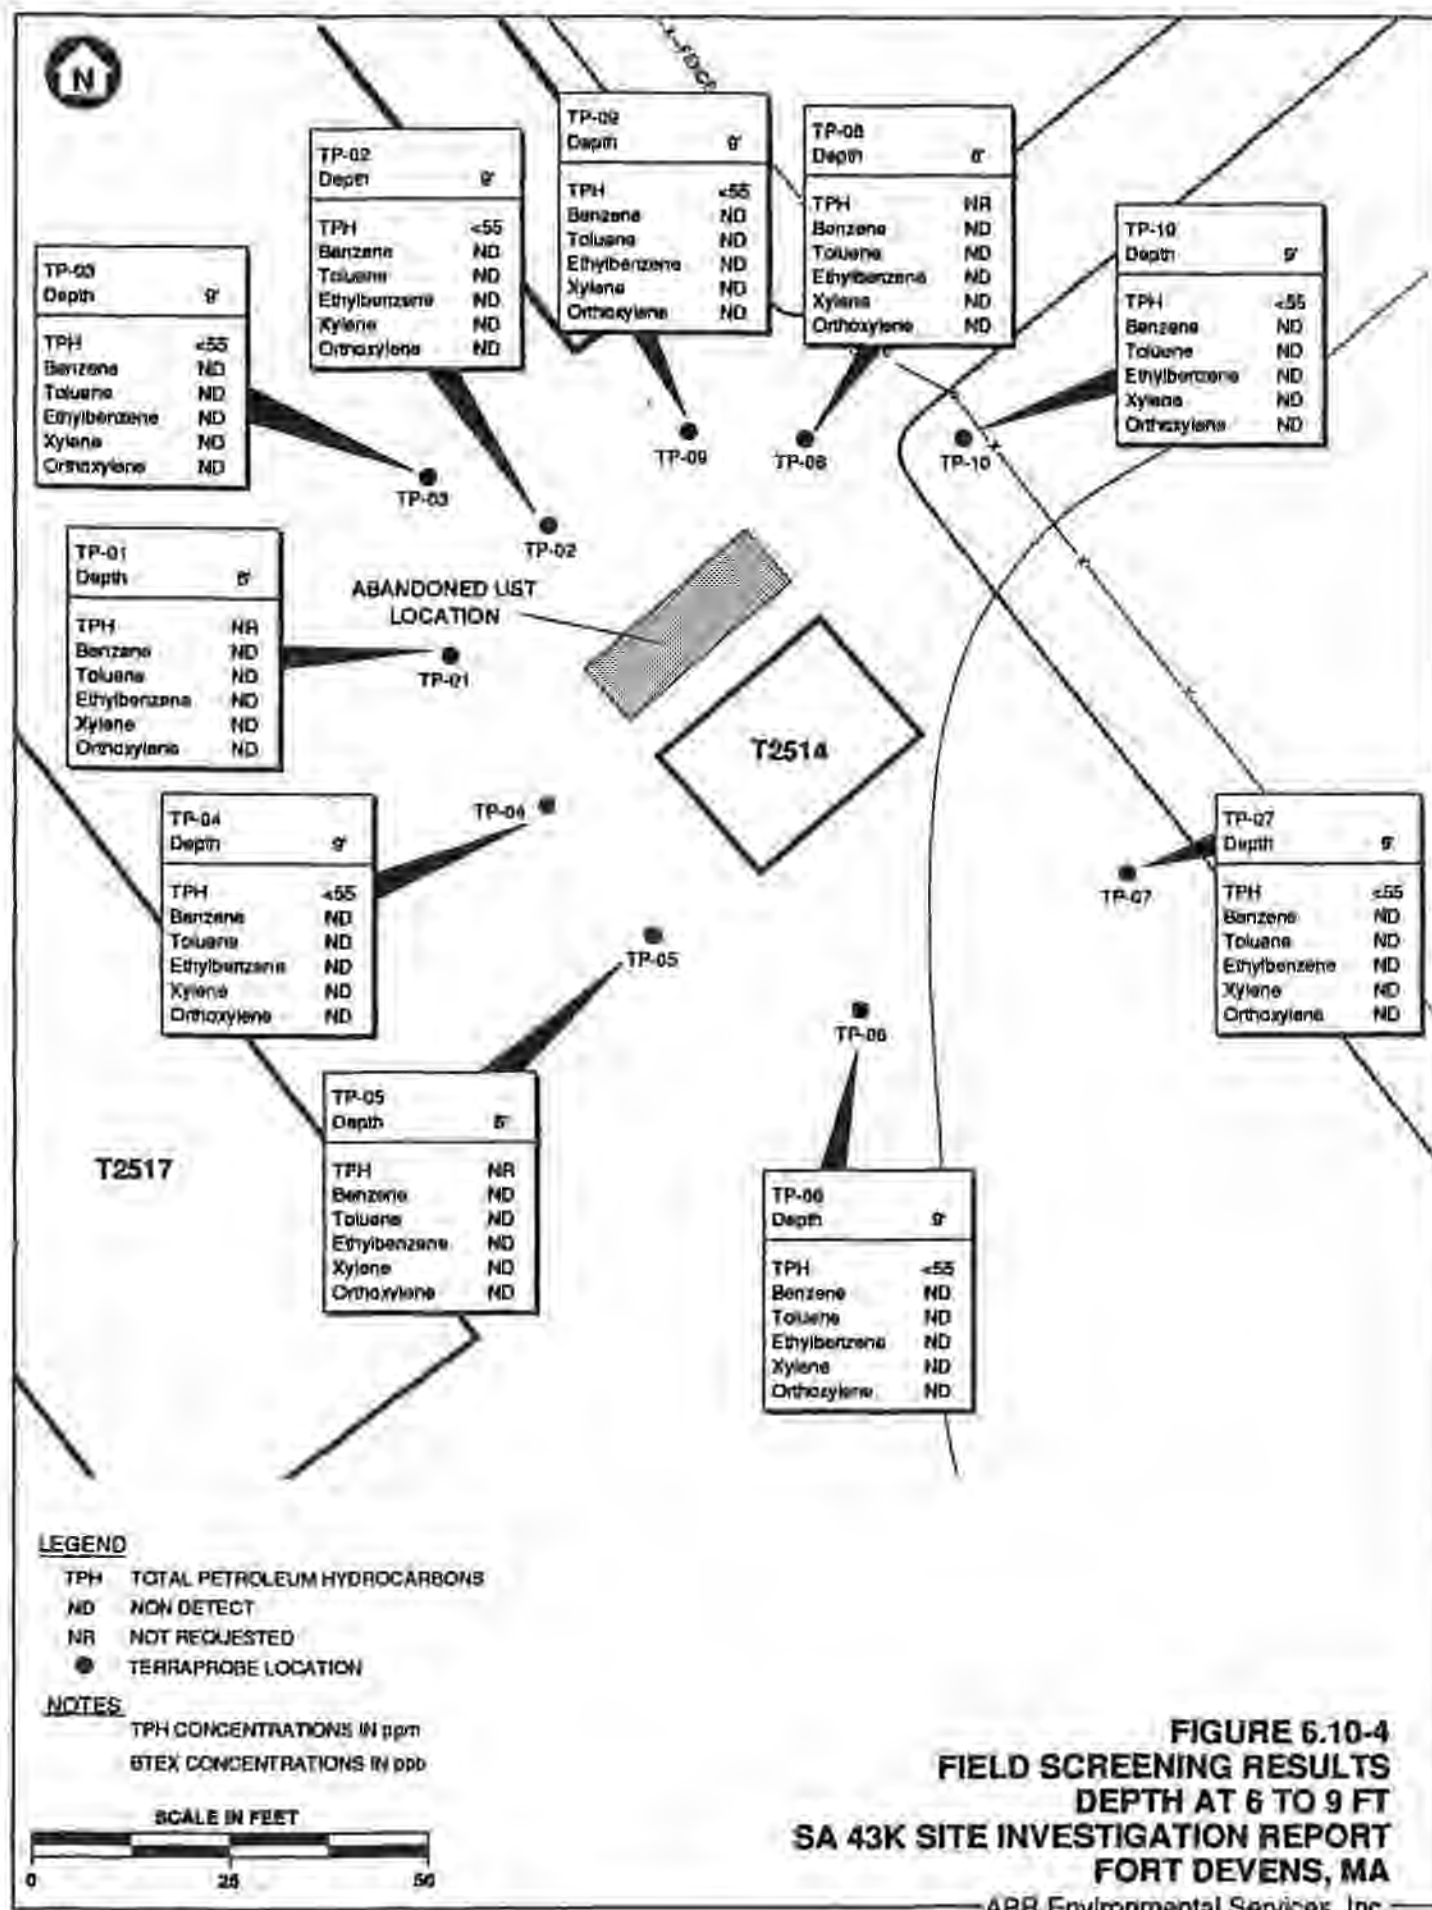 N
TP-09
Depth 9'
TPH <55
Benzene ND
Toluene ND
Ethylbenzene ND
Xylene ND
Orthoxylene ND
TP-08
Depth 6'
TPH NR
Benzene ND
Toluene ND
Ethylbenzene ND
Xylene ND
Orthoxylene ND
TP-02
Depth 9'
TPH <55
Benzene ND
Toluene ND
Ethylbenzene ND
Xylene ND
Orthoxylene ND
TP-10
Depth 9'
TPH <55
Benzene ND
Toluene ND
Ethylbenzene ND
Xylene ND
Orthoxylene ND
TP-03
Depth 9'
TPH <55
Benzene ND
Toluene ND
Ethylbenzene ND
Xylene ND
Orthoxylene ND
TP-09
TP-08
TP-10
TP-03
TP-02
TP-01
Depth 6'
TPH NR
Benzene ND
Toluene ND
Ethylbenzene ND
Xylene ND
Orthoxylene ND
ABANDONED UST
LOCATION
TP-01
T2514
TP-04
TP-04
Depth 9'
TPH <55
Benzene ND
Toluene ND
Ethylbenzene ND
Xylene ND
Orthoxylene ND
TP-07
Depth 9'
TPH <55
Benzene ND
Toluene ND
Ethylbenzene ND
Xylene ND
Orthoxylene ND
TP-07
TP-05
TP-06
TP-05
Depth
TPH NR
Benzene ND
Toluene ND
Ethylbenzene ND
Xylene ND
Orthoxylene ND
T2517
TP-06
Depth 9'
TPH <55
Benzene ND
Toluene ND
Ethylbenzene ND
Xylene ND
Orthoxylene ND
LEGEND
TPH TOTAL PETROLEUM HYDROCARBONS
ND NON DETECT
NR NOT REQUESTED
TERRAPROBE LOCATION
NOTES
TPH CONCENTRATIONS IN ppm
BTEX CONCENTRATIONS IN ppb
SCALE IN FEET
0 25 50
FIGURE 6.10-4
FIELD SCREENING RESULTS
DEPTH AT 6 TO 9 FT
SA 43K SITE INVESTIGATION REPORT
FORT DEVENS, MA
Environmental Services, Inc.